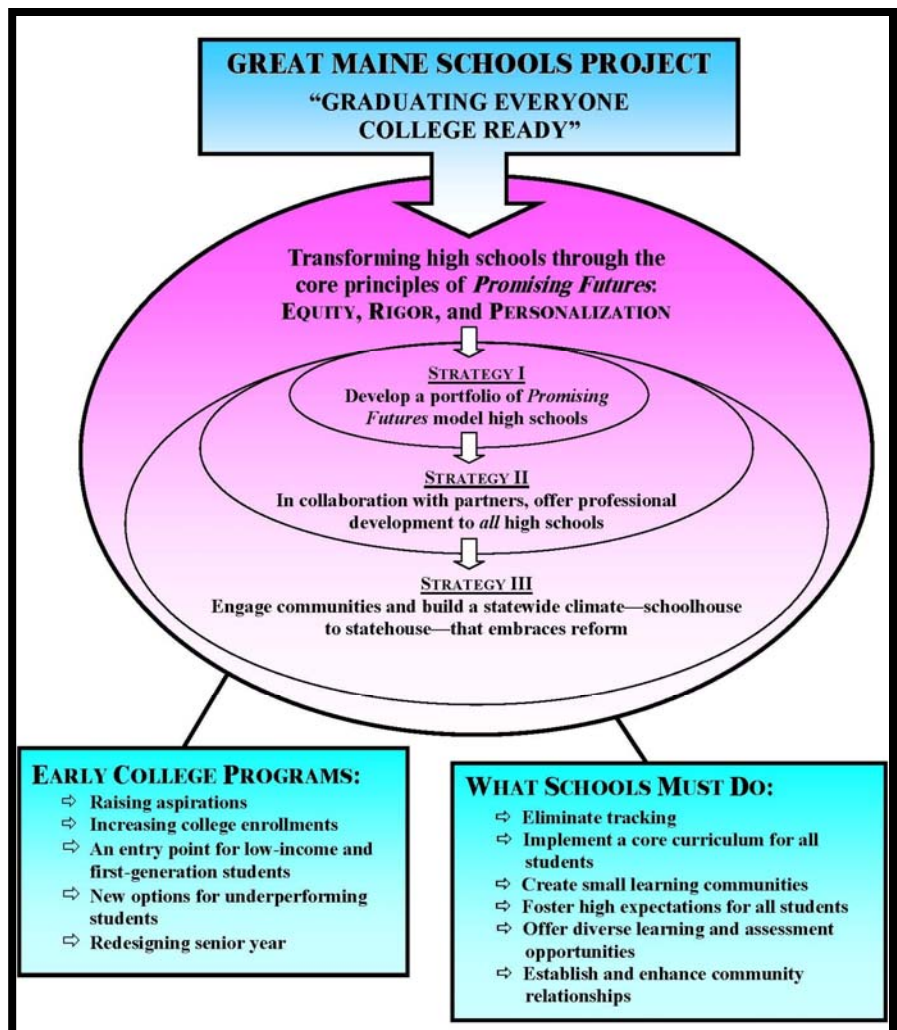 GREAT MAINE SCHOOLS PROJECT
“GRADUATING EVERYONE
COLLEGE READY”
Transforming high schools through the
core principles of Promising Futures:
EQUITY, RIGOR, and PERSONALIZATION
STRATEGY I
Develop a portfolio of Promising
Futures model high schools
STRATEGY II
In collaboration with partners, offer professional
development to all high schools
STRATEGY III
Engage communities and build a statewide climate—schoolhouse
to statehouse—that embraces reform
EARLY COLLEGE PROGRAMS:
⇨ Raising aspirations
⇨ Increasing college enrollments
⇨ An entry point for low-income and
first-generation students
⇨ New options for underperforming
students
⇨ Redesigning senior year
WHAT SCHOOLS MUST DO:
⇨ Eliminate tracking
⇨ Implement a core curriculum for all
students
⇨ Create small learning communities
⇨ Foster high expectations for all students
⇨ Offer diverse learning and assessment
opportunities
⇨ Establish and enhance community
relationships